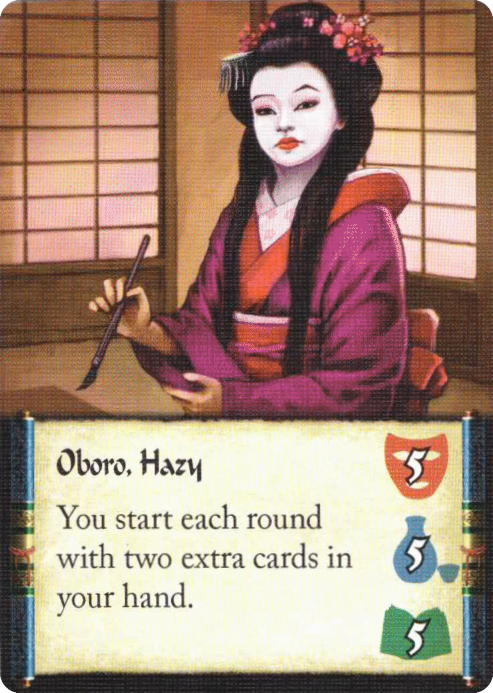 Oboro, Hazy
5
You start each round
with two extra cards in
your hand.
5
5